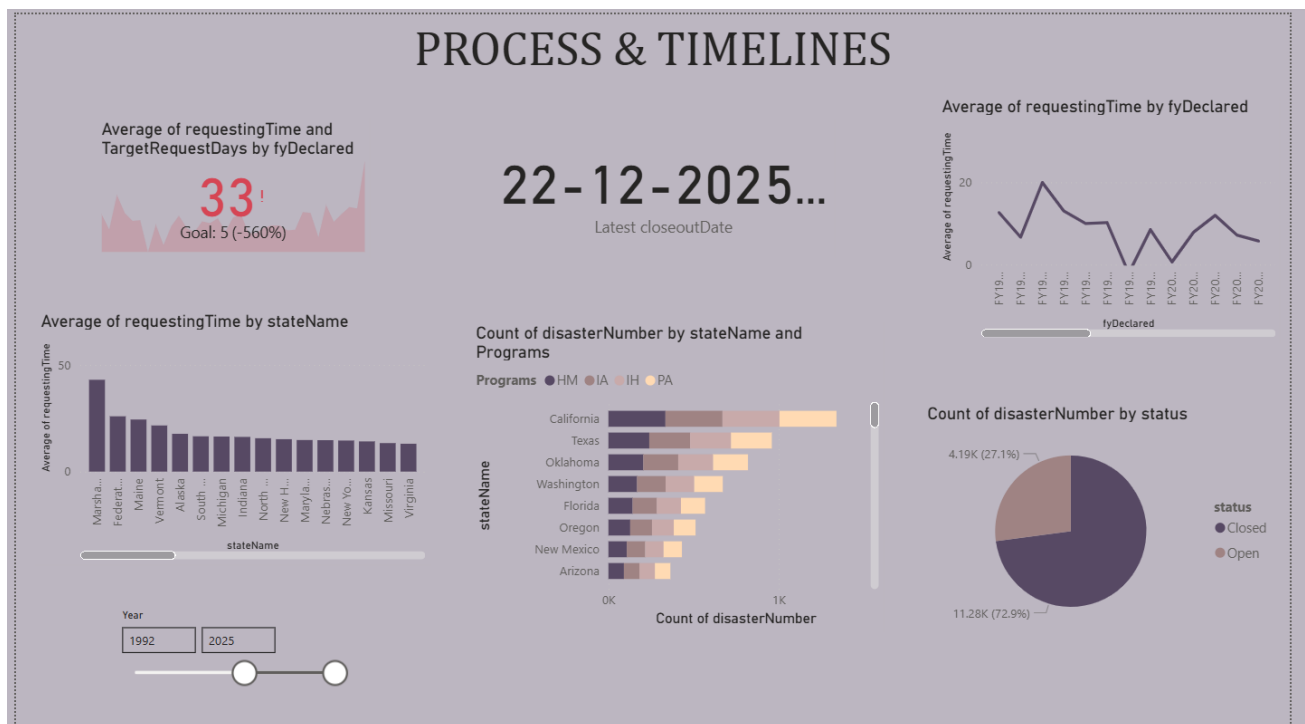 PROCESS & TIMELINES
Average of requestingTime and
TargetRequestDays by fyDeclared
33!
Goal: 5 (-560%)
22-12-2025...
Latest closeoutDate
Average of requestingTime by fyDeclared
Average of requestingTime
20
0
FY19...
FY19...
FY19...
FY19...
FY19...
FY19...
FY19...
FY19...
FY20...
FY20...
FY20...
FY20...
FY20...
fyDeclared
Average of requestingTime by stateName
Average of requestingTime
50
0
Marsha...
Federat...
Maine
Vermont
Alaska
South ...
Michigan
Indiana
North ...
New H...
Maryla...
Nebras...
New Yo...
Kansas
Missouri
Virginia
stateName
Count of disasterNumber by stateName and
Programs
Programs HM IA IH PA
stateName
California
Texas
Oklahoma
Washington
Florida
Oregon
New Mexico
Arizona
0K 1K
Count of disasterNumber
Count of disasterNumber by status
4.19K (27.1%)
11.28K (72.9%)
status
Closed
Open
Year
1992 2025